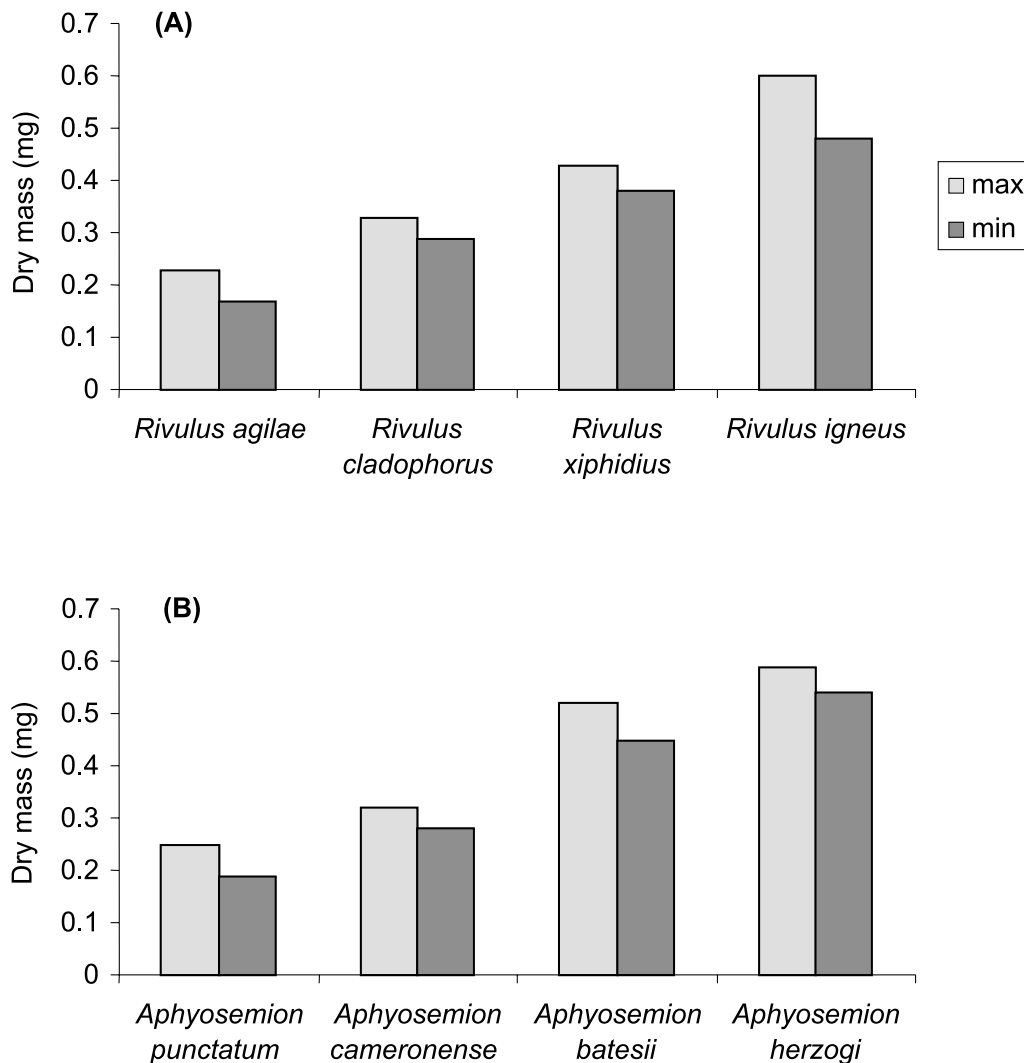 (A)
Dry mass (mg)
0.7
0.6
0.5
0.4
0.3
0.2
0.1
0
Rivulus agilae
Rivulus
cladophorus
Rivulus
xiphidius
Rivulus igneus
max
min
(B)
Dry mass (mg)
0.7
0.6
0.5
0.4
0.3
0.2
0.1
0
Aphyosemion
punctatum
Aphyosemion
cameronense
Aphyosemion
batesii
Aphyosemion
herzogi